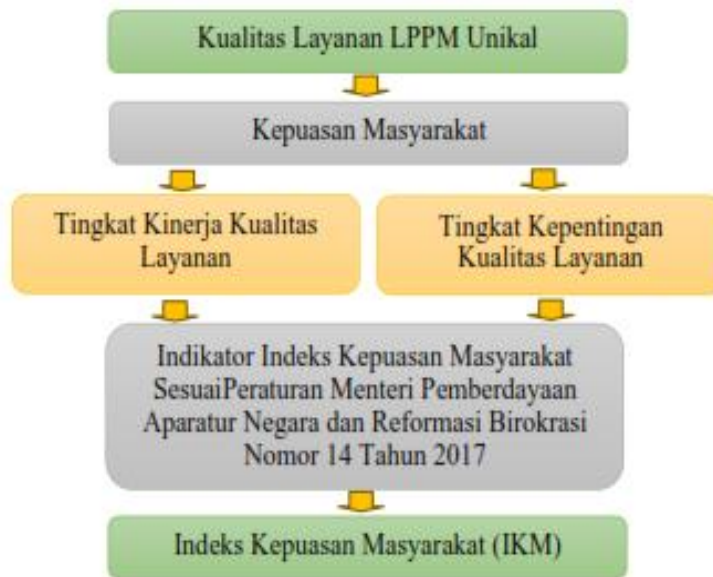 Kualitas Layanan LPPM Unikal
Kepuasan Masyarakat
Tingkat Kinerja Kualitas
Layanan
Tingkat Kepentingan
Kualitas Layanan
Indikator Indeks Kepuasan Masyarakat
SesuaiPeraturan Menteri Pemberdayaan
Aparatur Negara dan Reformasi Birokrasi
Nomor 14 Tahun 2017
Indeks Kepuasan Masyarakat (IKM)